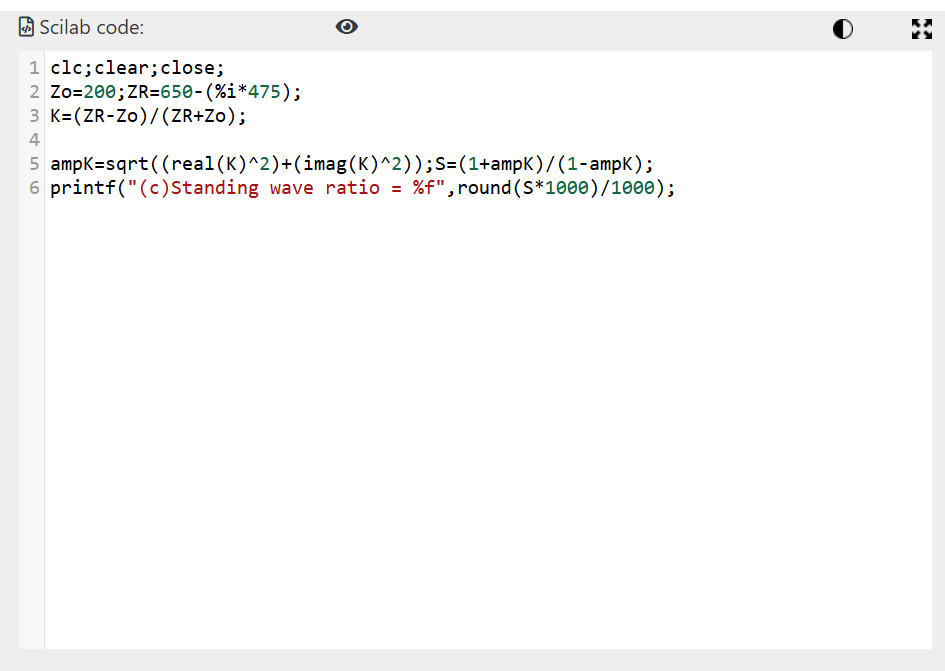 Scilab code:
1 clc;clear;close;
2 Zo=200;ZR=650-(%i*475);
3 K=(ZR-Zo)/(ZR+Zo);
4
5 ampK=sqrt((real(K)^2)+(imag(K)^2));S=(1+ampK)/(1-ampK);
6 printf("(c)Standing wave ratio = %f",round(S*1000)/1000);